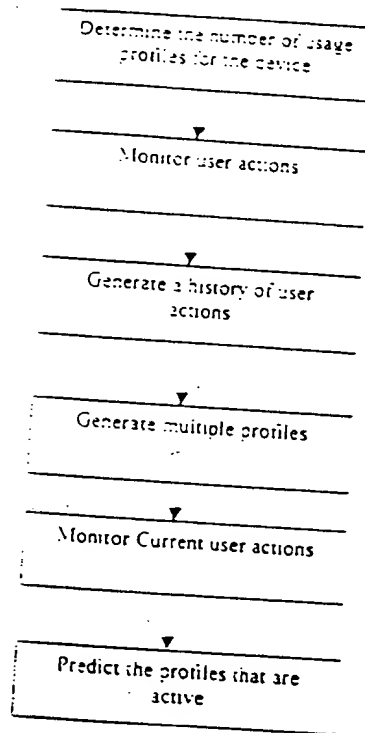 Determine the number of usage
profiles for the device
Monitor user actions
Generate a history of user
actions
Generate multiple profiles
Monitor Current user actions
Predict the profiles that are
active